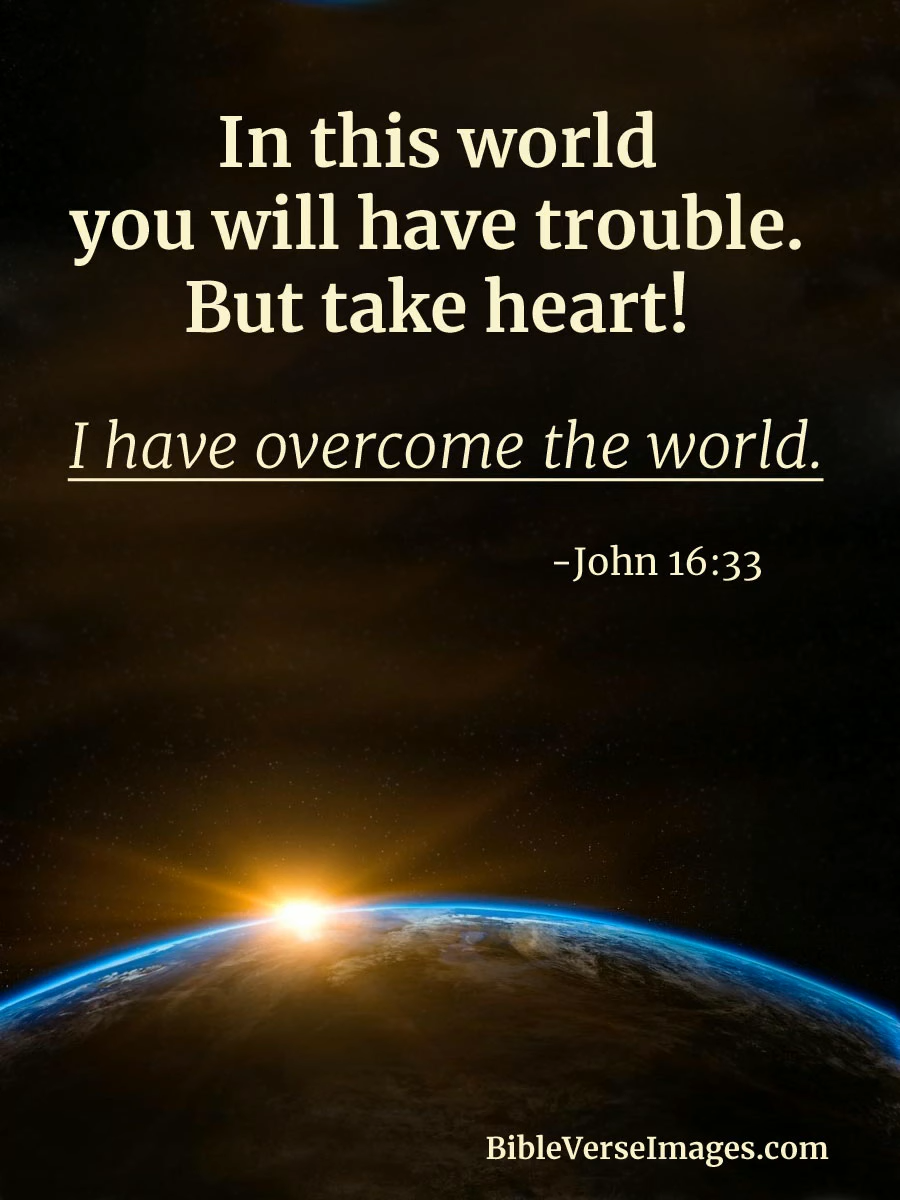 In this world
you will have trouble.
But take heart!
I have overcome the world.
-John 16:33
BibleVerseImages.com